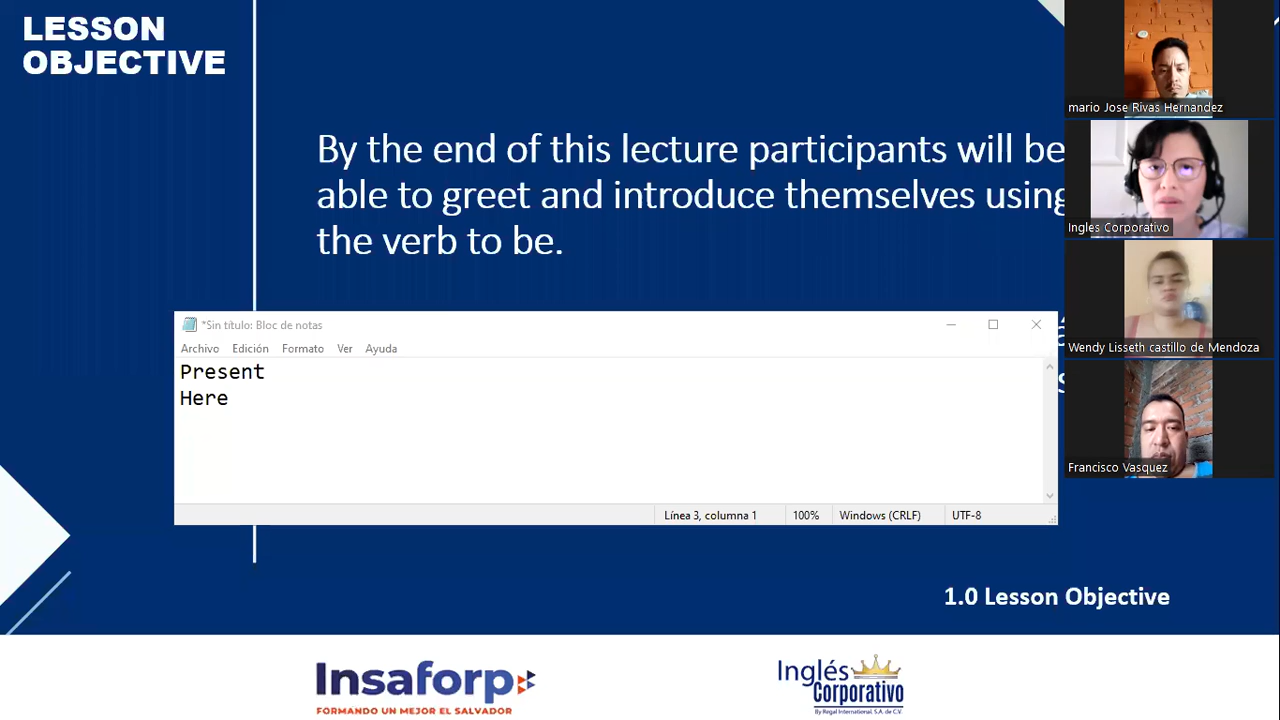 LESSON
OBJECTIVE
By the end of this lecture participants will be
able to greet and introduce themselves using
the verb to be.
*Sin título: Bloc de notas
Archivo Edición Formato Ver Ayuda
Present
Here
Línea 3, columna 1 100% Windows (CRLF) UTF-8
1.0 Lesson Objective
Insaforp
FORMANDO UN MEJOR EL SALVADOR
Inglés
Corporativo
By Regal International, S.A. de C.V.
mario Jose Rivas Hernandez
Ingles Corporativo
Wendy Lisseth castillo de Mendoza
Francisco Vasquez